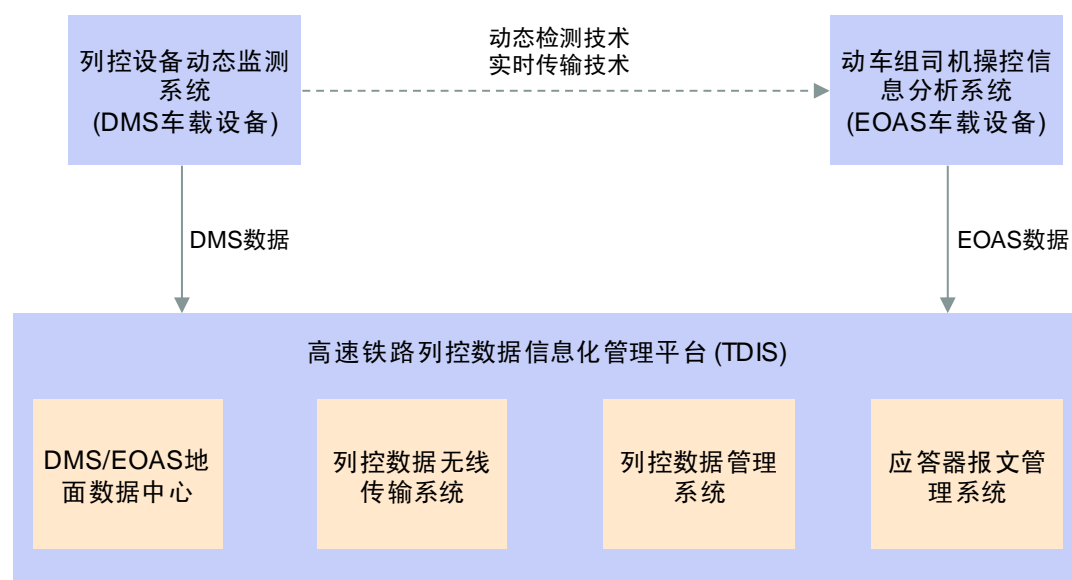 列控设备动态监测
系统
(DMS车载设备)
动态检测技术
实时传输技术
动车组司机操控信
息分析系统
(EOAS车载设备)
DMS数据
EOAS数据
高速铁路列控数据信息化管理平台(TDIS)
DMS/EOAS地
面数据中心
列控数据无线
传输系统
列控数据管理
系统
应答器报文管
理系统